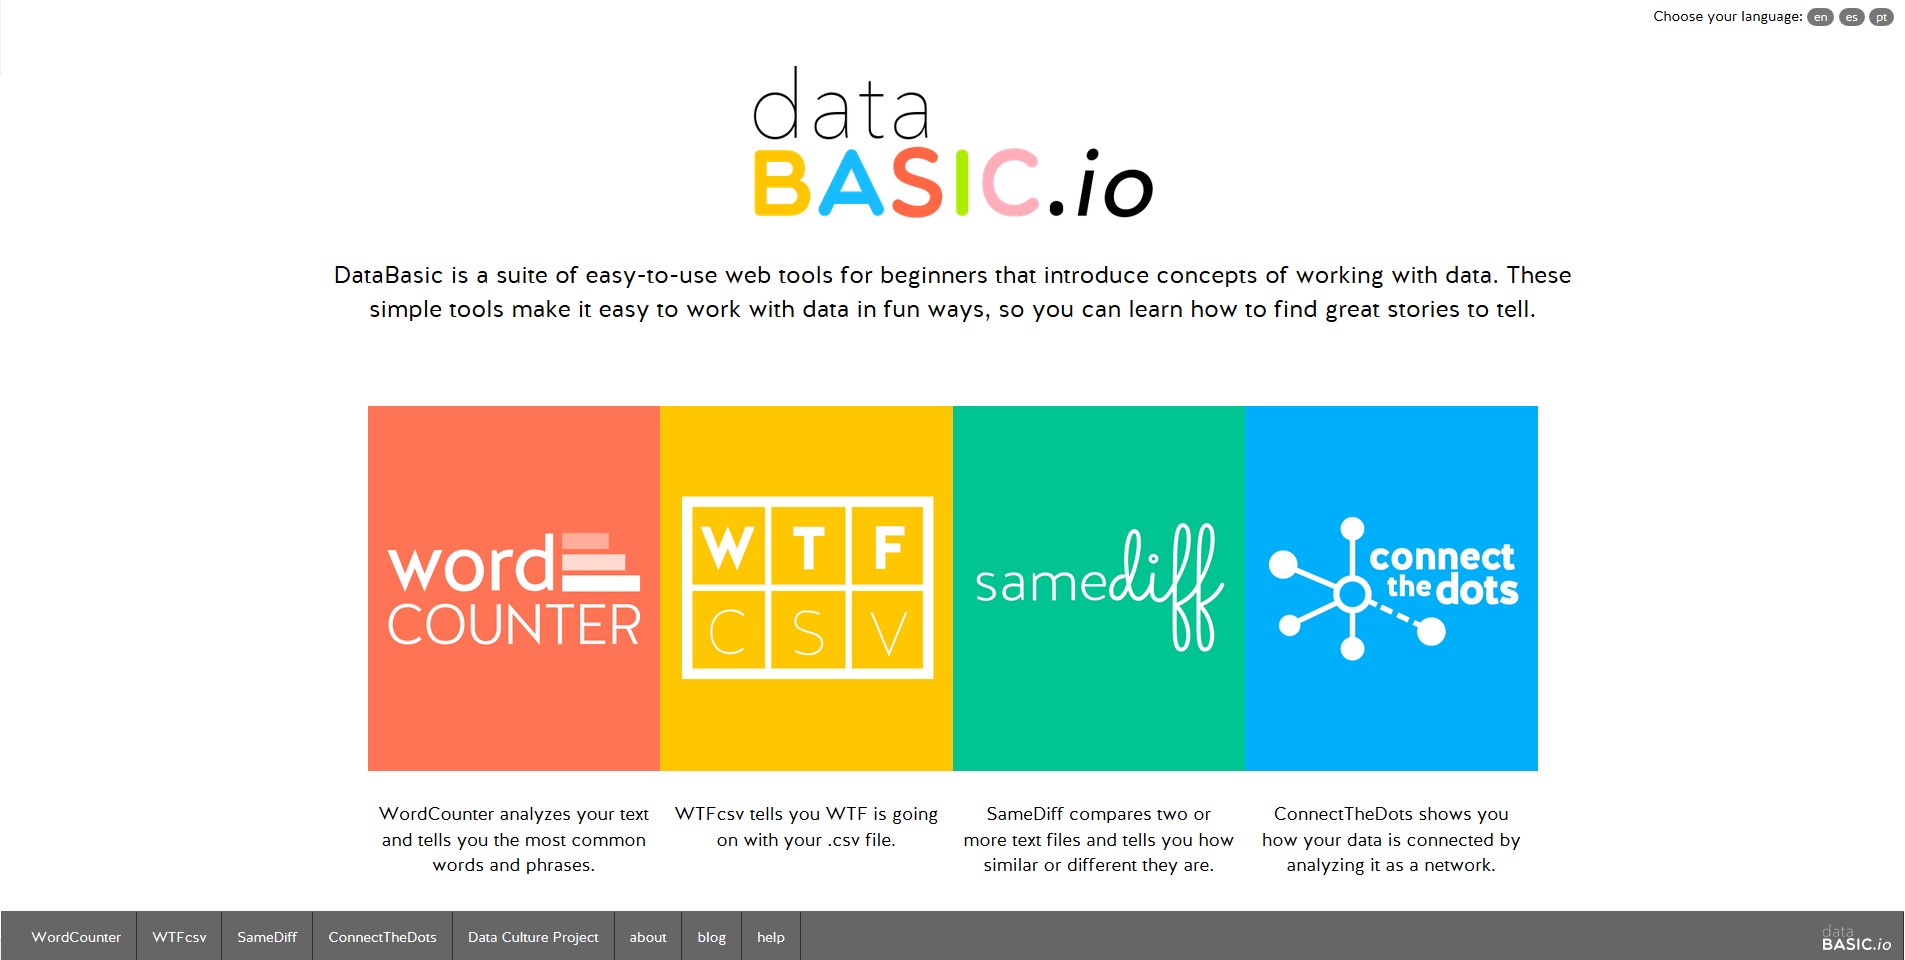 Choose your language: en es pt
data
BASIC.io
DataBasic is a suite of easy-to-use web tools for beginners that introduce concepts of working with data. These
simple tools make it easy to work with data in fun ways, so you can learn how to find great stories to tell.
word
COUNTER
W T F
C S V
samediff
connect
the dots
WordCounter analyzes your text
and tells you the most common
words and phrases.
WTFcsv tells you WTF is going
on with your .csv file.
SameDiff compares two or
more text files and tells you how
similar or different they are.
ConnectTheDots shows you
how your data is connected by
analyzing it as a network.
WordCounter WTFcsv SameDiff ConnectTheDots Data Culture Project about blog help
data
BASIC.io